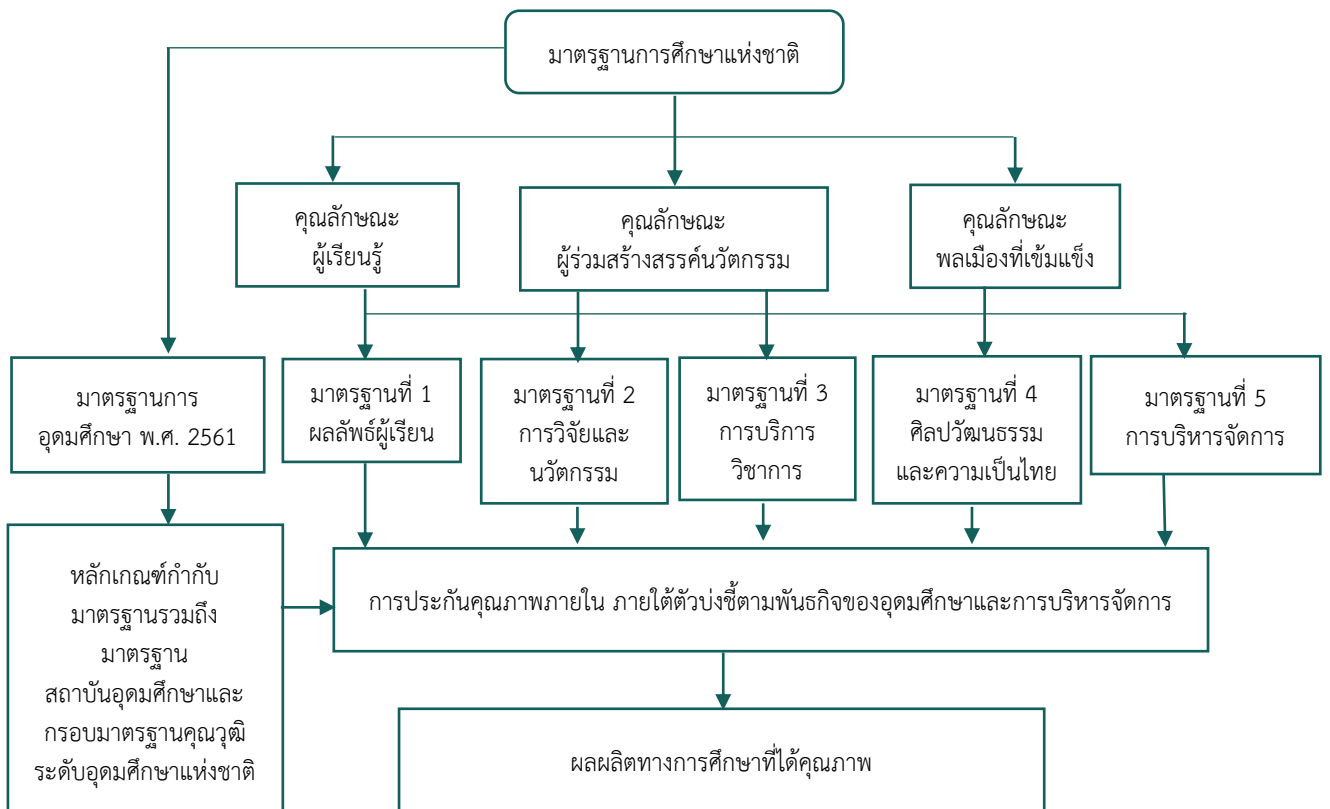 มาตรฐานการศึกษาแห่งชาติ
คุณลักษณะ
ผู้เรียนรู้
คุณลักษณะ
ผู้ร่วมสร้างสรรค์นวัตกรรม
คุณลักษณะ
พลเมืองที่เข้มแข็ง
มาตรฐานการ
อุดมศึกษา พ.ศ. 2561
มาตรฐานที่ 1
ผลลัพธ์ผู้เรียน
มาตรฐานที่ 2
การวิจัยและ
นวัตกรรม
มาตรฐานที่ 3
การบริการ
วิชาการ
มาตรฐานที่ 4
ศิลปวัฒนธรรม
และความเป็นไทย
มาตรฐานที่ 5
การบริหารจัดการ
หลักเกณฑ์กำกับ
มาตรฐานรวมถึง
มาตรฐาน
สถาบันอุดมศึกษาและ
กรอบมาตรฐานคุณวุฒิ
ระดับอุดมศึกษาแห่งชาติ
การประกันคุณภาพภายใน ภายใต้ตัวบ่งชี้ตามพันธกิจของอุดมศึกษาและการบริหารจัดการ
ผลผลิตทางการศึกษาที่ได้คุณภาพ